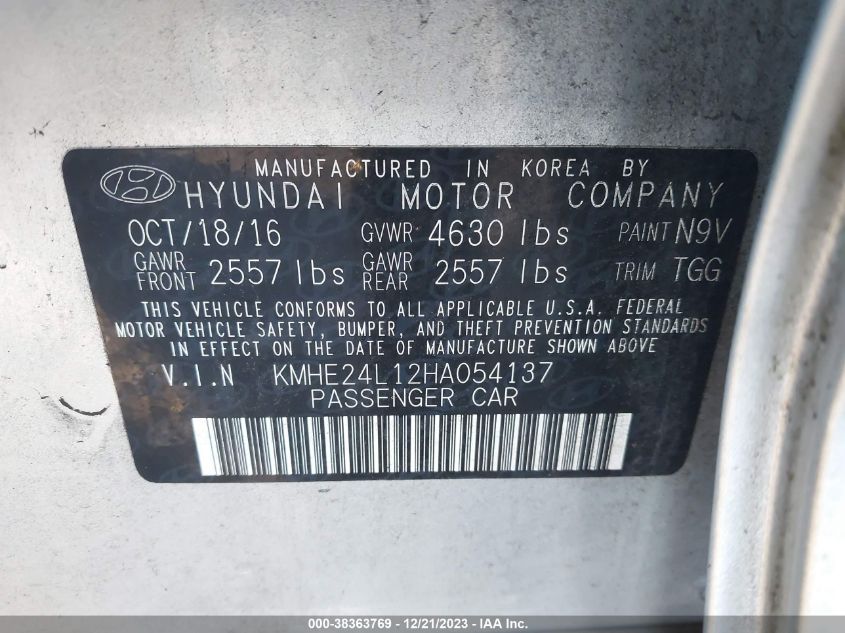 MANUFACTURED IN KOREA BY
HYUNDAI MOTOR COMPANY
OCT/18/16 GVWR 4630 lbs PAINT N9V
GAWR FRONT 2557 lbs GAWR REAR 2557 lbs TRIM TGG
THIS VEHICLE CONFORMS TO ALL APPLICABLE U.S.A. FEDERAL
MOTOR VEHICLE SAFETY, BUMPER, AND THEFT PREVENTION STANDARDS
IN EFFECT ON THE DATE OF MANUFACTURE SHOWN ABOVE
V.I.N KMHE24L12HA054137
PASSENGER CAR
000-38363769 - 12/21/2023 - IAA Inc.